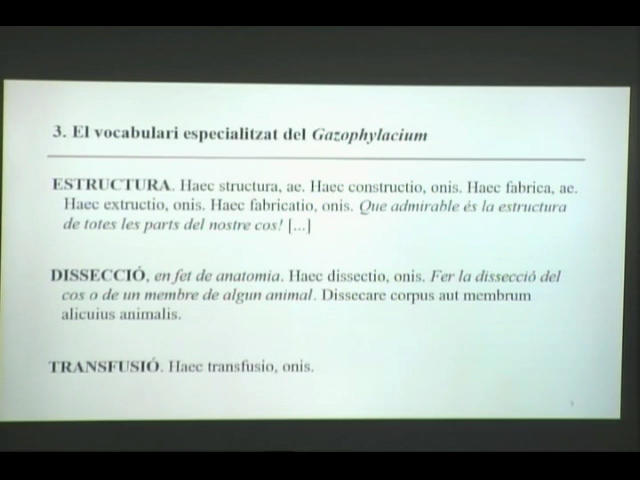 3. El vocabulari especialitzat del Gazophylacium
ESTRUCTURA. Haec structura, ae. Haec constructio, onis. Haec fabrica, ae.
Haec extructio, onis. Haec fabricatio, onis. Que admirable és la estructura
de totes les parts del nostre cos! [...]
DISSECCIÓ, en fet de anatomia. Haec dissectio, onis. Fer la dissecció del
cos o de un membre de algun animal. Dissecare corpus aut membrum
alicuius animalis.
TRANSFUSIÓ. Haec transfusio, onis.